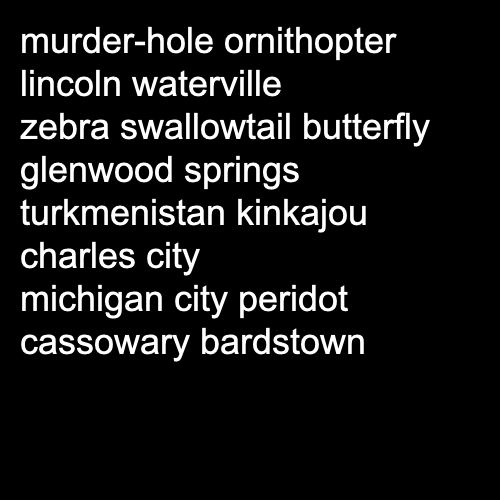 murder-hole ornithopter
lincoln waterville
zebra swallowtail butterfly
glenwood springs
turkmenistan kinkajou
charles city
michigan city peridot
cassowary bardstown